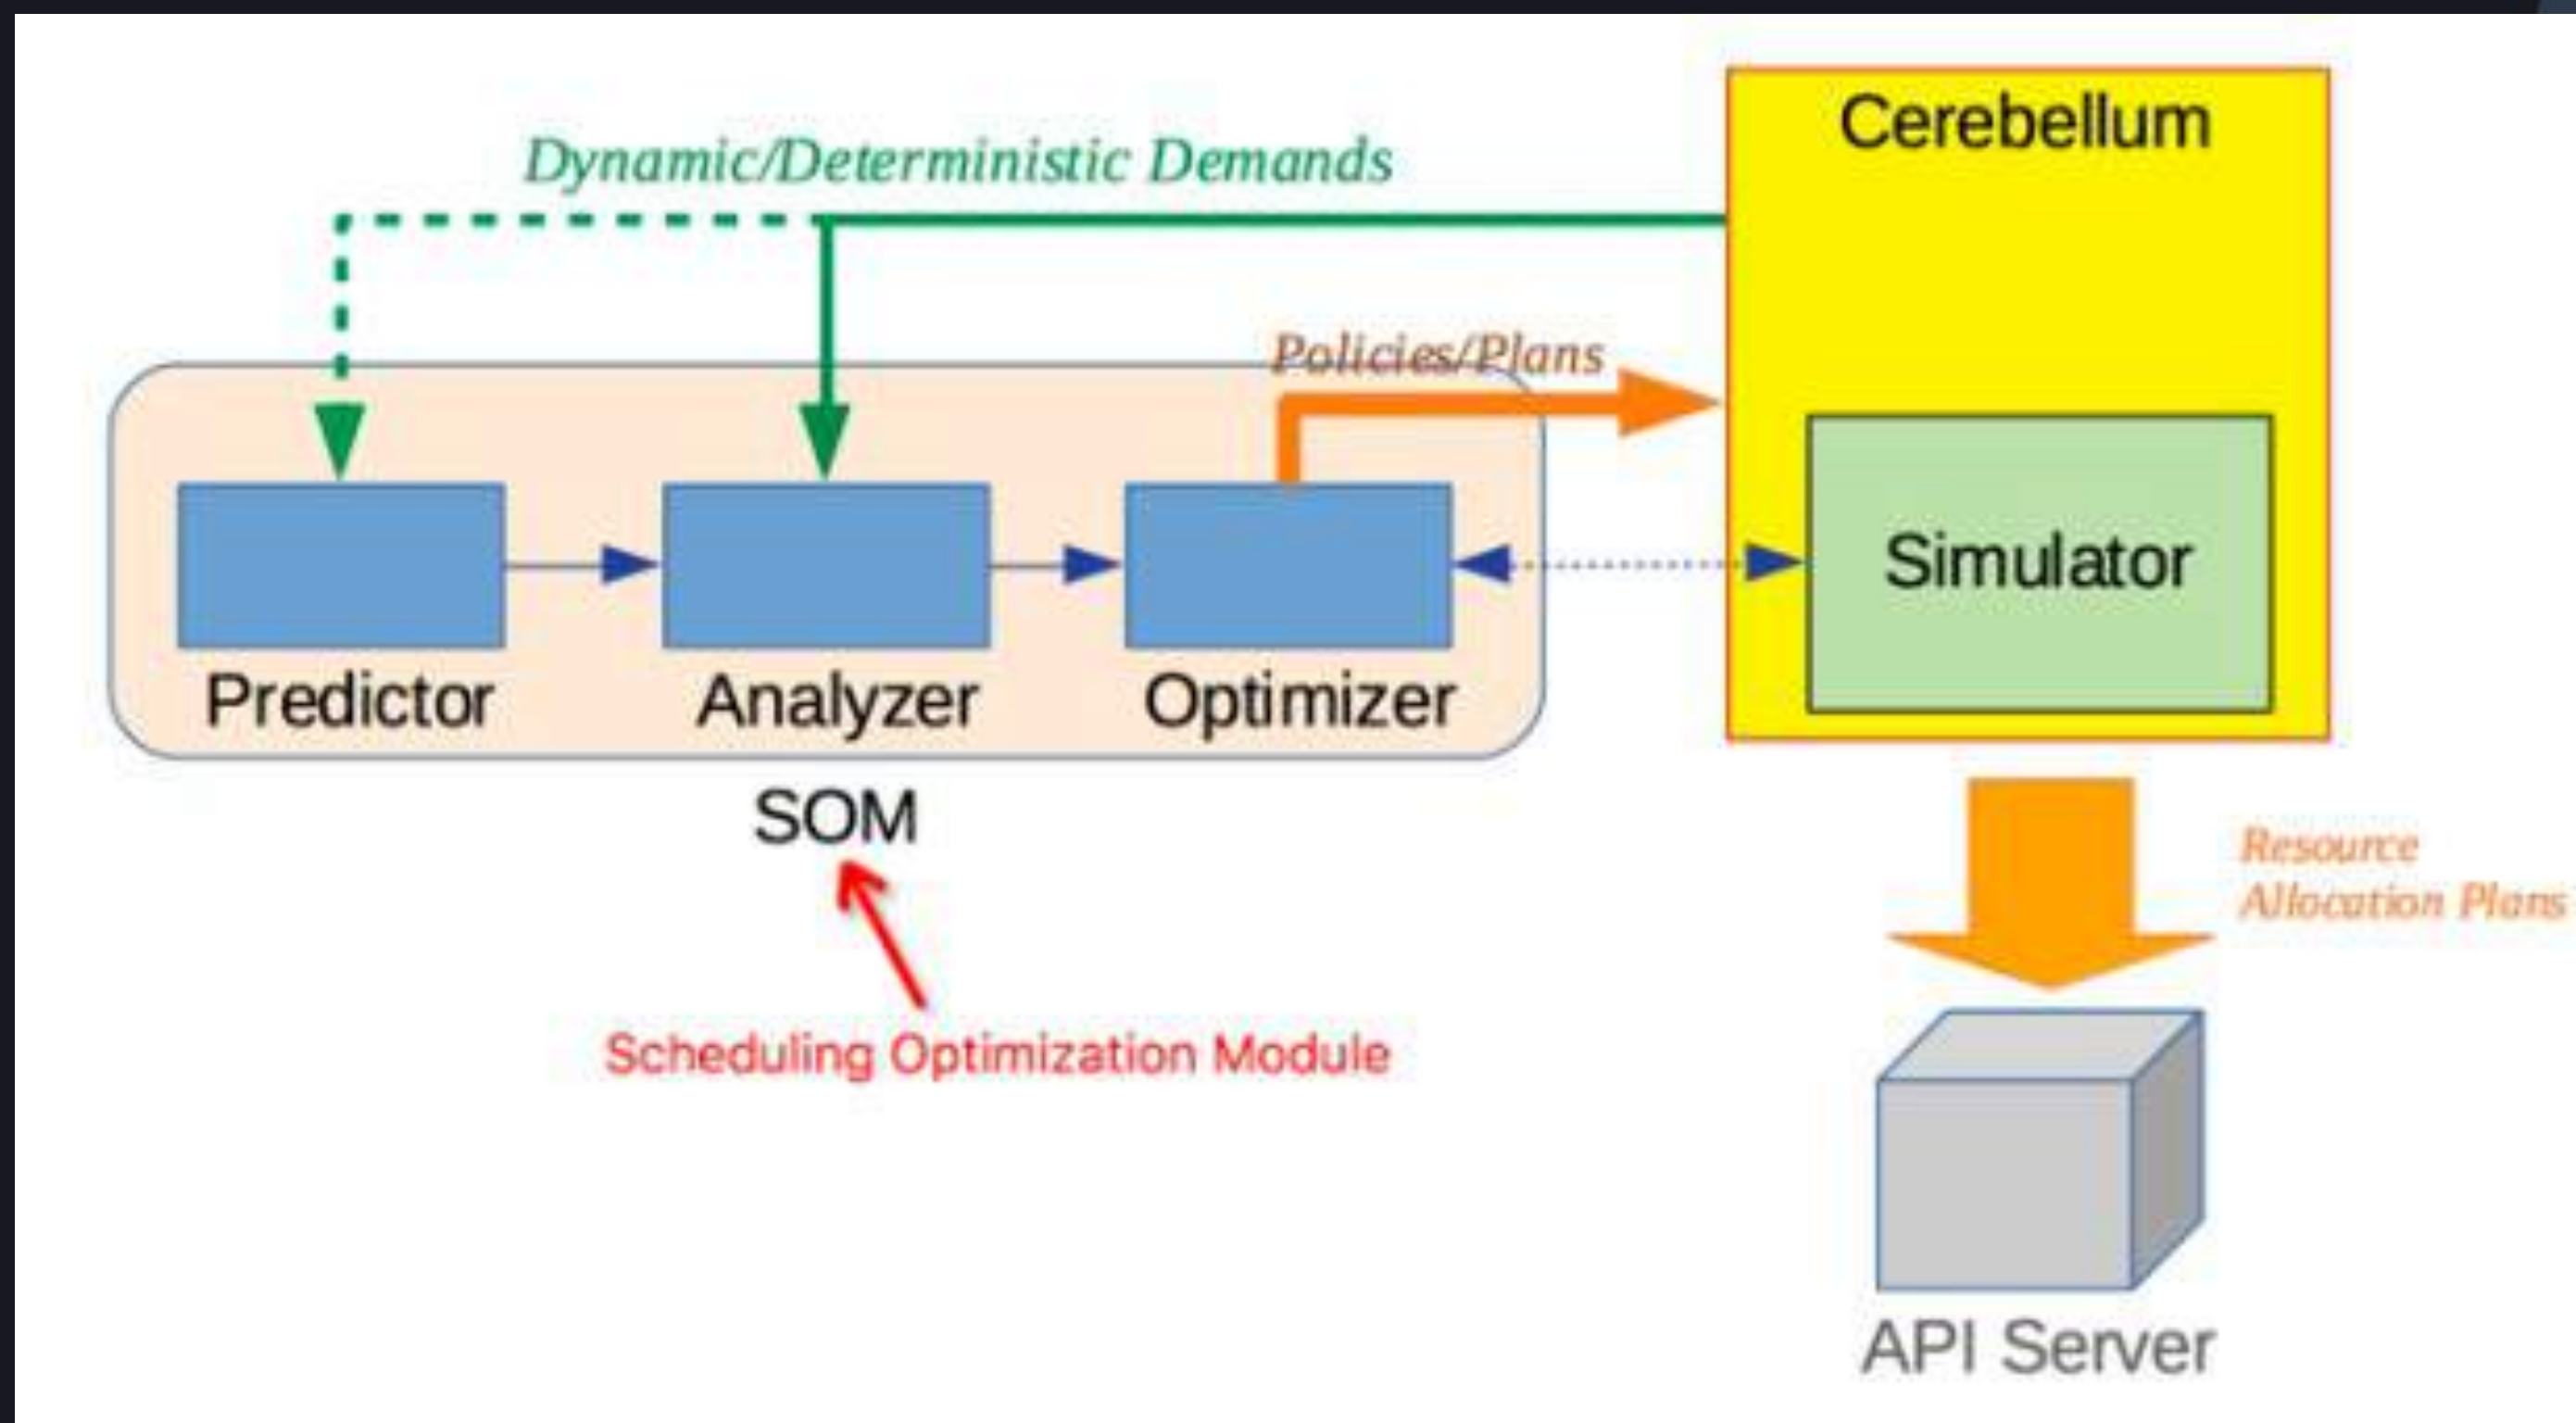 Cerebellum
Dynamic/Deterministic Demands
Policies/Plans
Simulator
Predictor
Analyzer
Optimizer
SOM
Resource
Allocation Plans
Scheduling Optimization Module
API Server